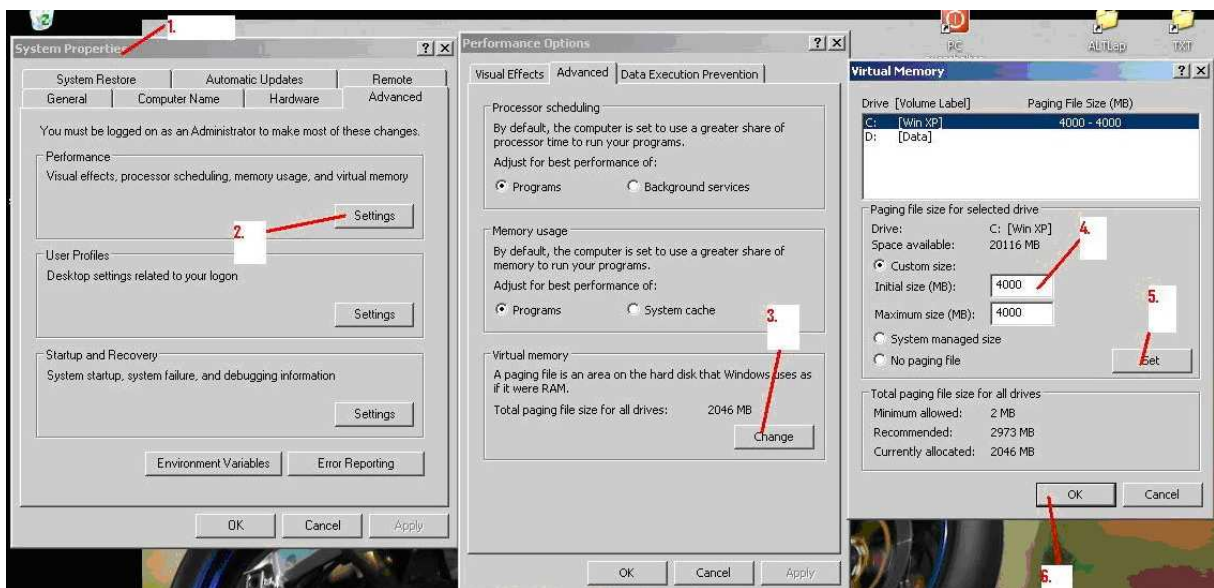 1.
System Properties
System Restore
Automatic Updates
Remote
General
Computer Name
Hardware
Advanced
You must be logged on as an Administrator to make most of these changes.
Performance
Visual effects, processor scheduling, memory usage, and virtual memory
2.
Settings
User Profiles
Desktop settings related to your logon
Settings
Startup and Recovery
System startup, system failure, and debugging information
Settings
Environment Variables
Error Reporting
OK
Cancel
Apply
Performance Options
Visual Effects
Advanced
Data Execution Prevention
Processor scheduling
By default, the computer is set to use a greater share of
processor time to run your programs.
Adjust for best performance of:
Programs
Background services
Memory usage
By default, the computer is set to use a greater share of
memory to run your programs.
Adjust for best performance of:
Programs
System cache
3.
Virtual memory
A paging file is an area on the hard disk that Windows uses as
if it were RAM.
Total paging file size for all drives: 2046 MB
Change
OK
Cancel
Apply
PC
AUTLap
TXT
Virtual Memory
Drive [Volume Label] Paging File Size (MB)
C: [Win XP] 4000 - 4000
D: [Data]
Paging file size for selected drive
Drive: C: [Win XP]
Space available: 20116 MB
4.
Custom size:
Initial size (MB): 4000
5.
Maximum size (MB): 4000
System managed size
No paging file
Set
Total paging file size for all drives
Minimum allowed: 2 MB
Recommended: 2973 MB
Currently allocated: 2046 MB
OK
Cancel
6.